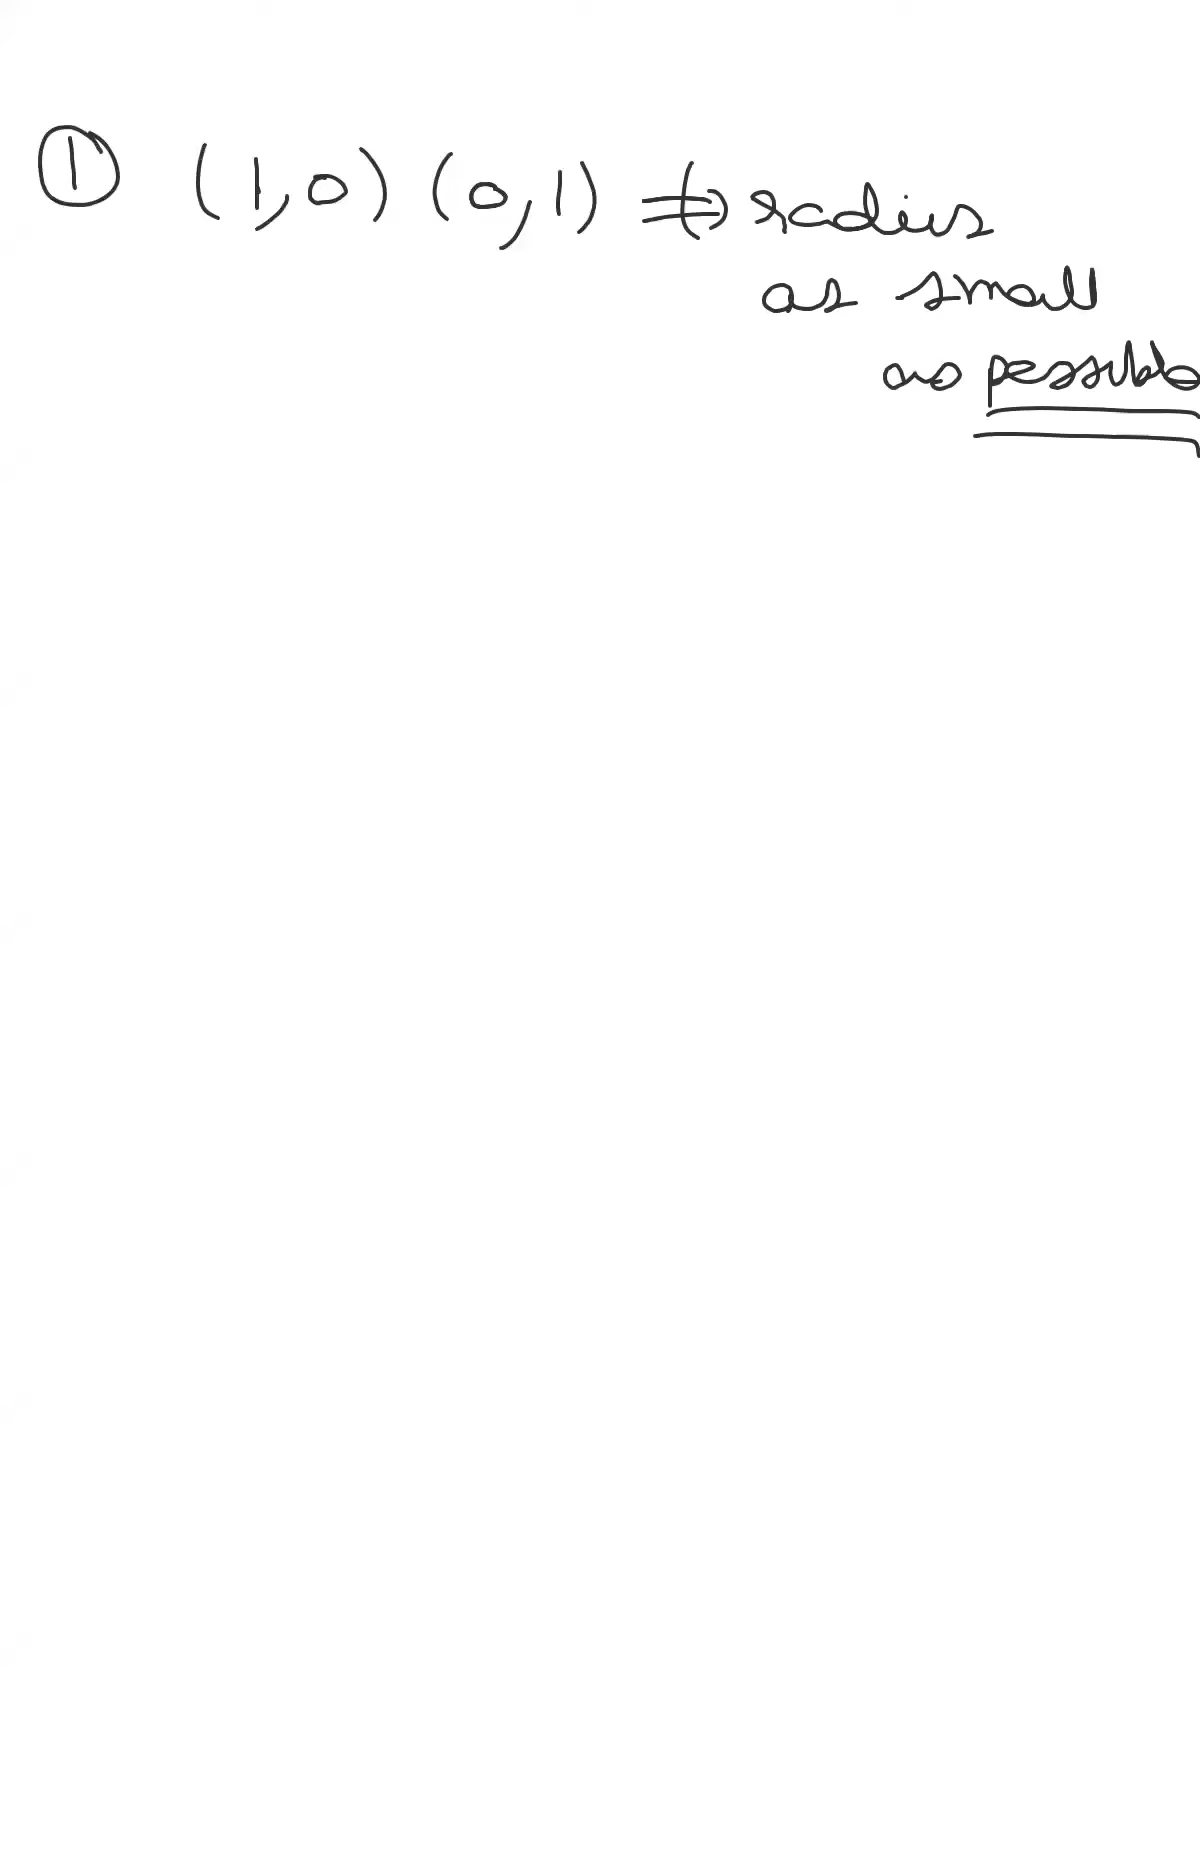 ① (1,0) (0,1) ⇒ radius
as small
as possible